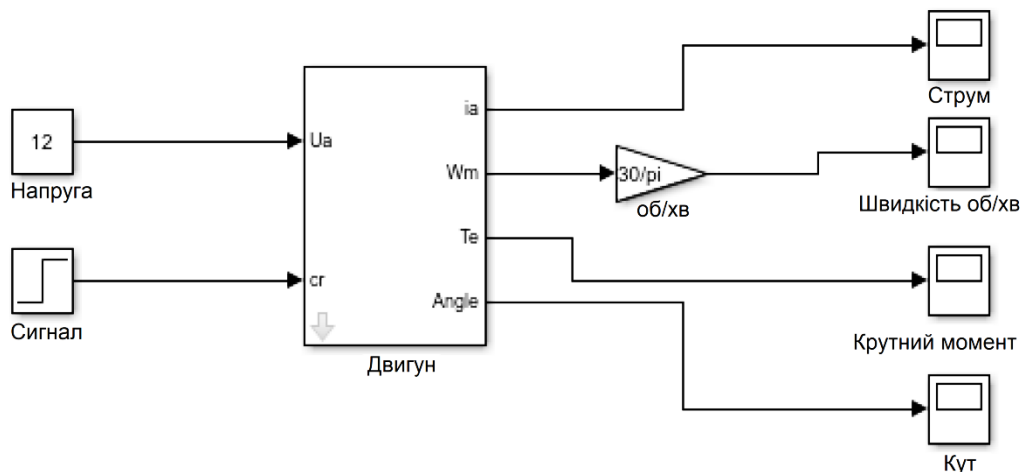 ia
Струм
12
Ua
Напруга
Wm
30/pi
об/хв
Швидкість об/хв
Te
cr
Сигнал
Angle
Крутний момент
Двигун
Кут